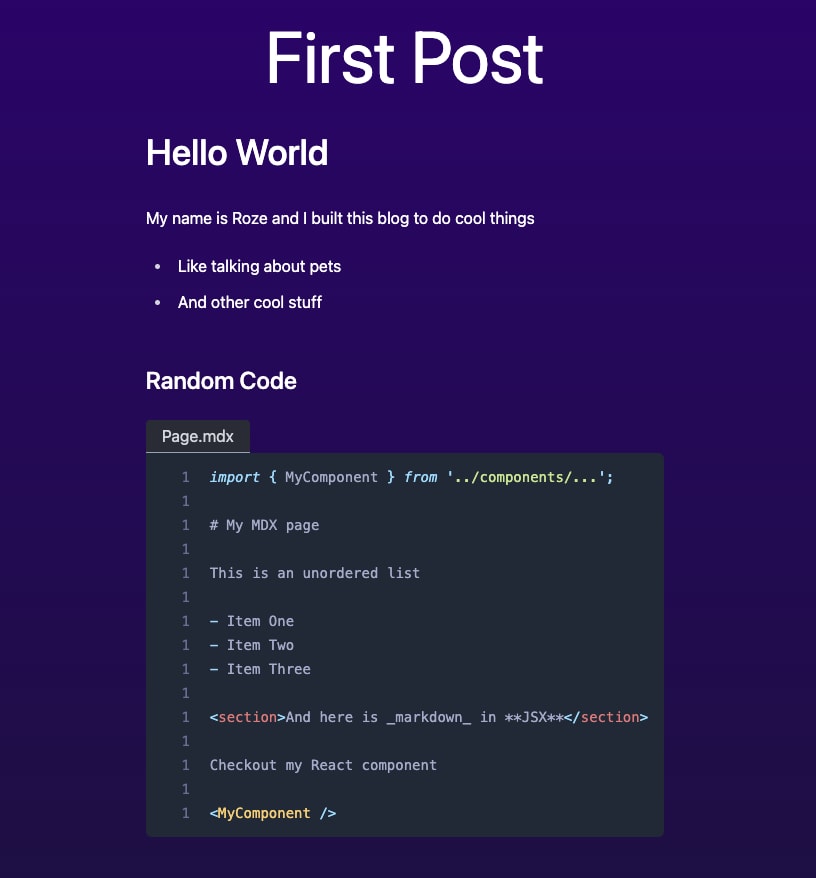 First Post
Hello World
My name is Roze and I built this blog to do cool things
• Like talking about pets
• And other cool stuff
Random Code
Page.mdx
1 import { MyComponent } from '../components/...';
1
1 # My MDX page
1
1 This is an unordered list
1
1 - Item One
1 - Item Two
1 - Item Three
1
1 <section>And here is _markdown_ in **JSX**</section>
1
1 Checkout my React component
1
1 <MyComponent />